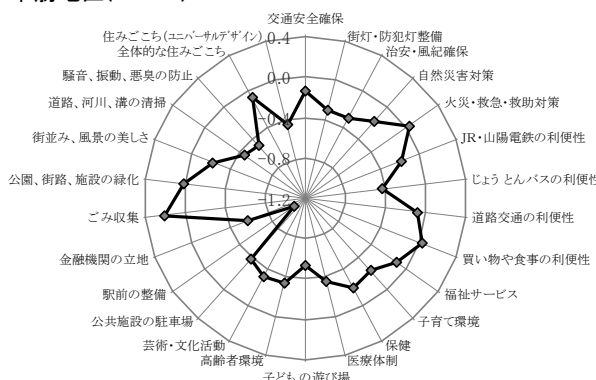 交通安全確保
街灯・防犯灯整備
治安・風紀確保
自然災害対策
火災・救急・救助対策
JR・山陽電鉄の利便性
じょうとんバスの利便性
道路交通の利便性
買い物や食事の利便性
福祉サービス
子育て環境
保健
医療体制
子どもの遊び場
高齢者環境
芸術・文化活動
公共施設の駐車場
駅前の整備
金融機関の立地
ごみ収集
公園、街路、施設の緑化
街並み、風景の美しさ
道路、河川、溝の清掃
騒音、振動、悪臭の防止
全体的な住みごこち
住みごこち(ユニバーサルデザイン)
0.4
0.0
-0.4
-0.8
-1.2